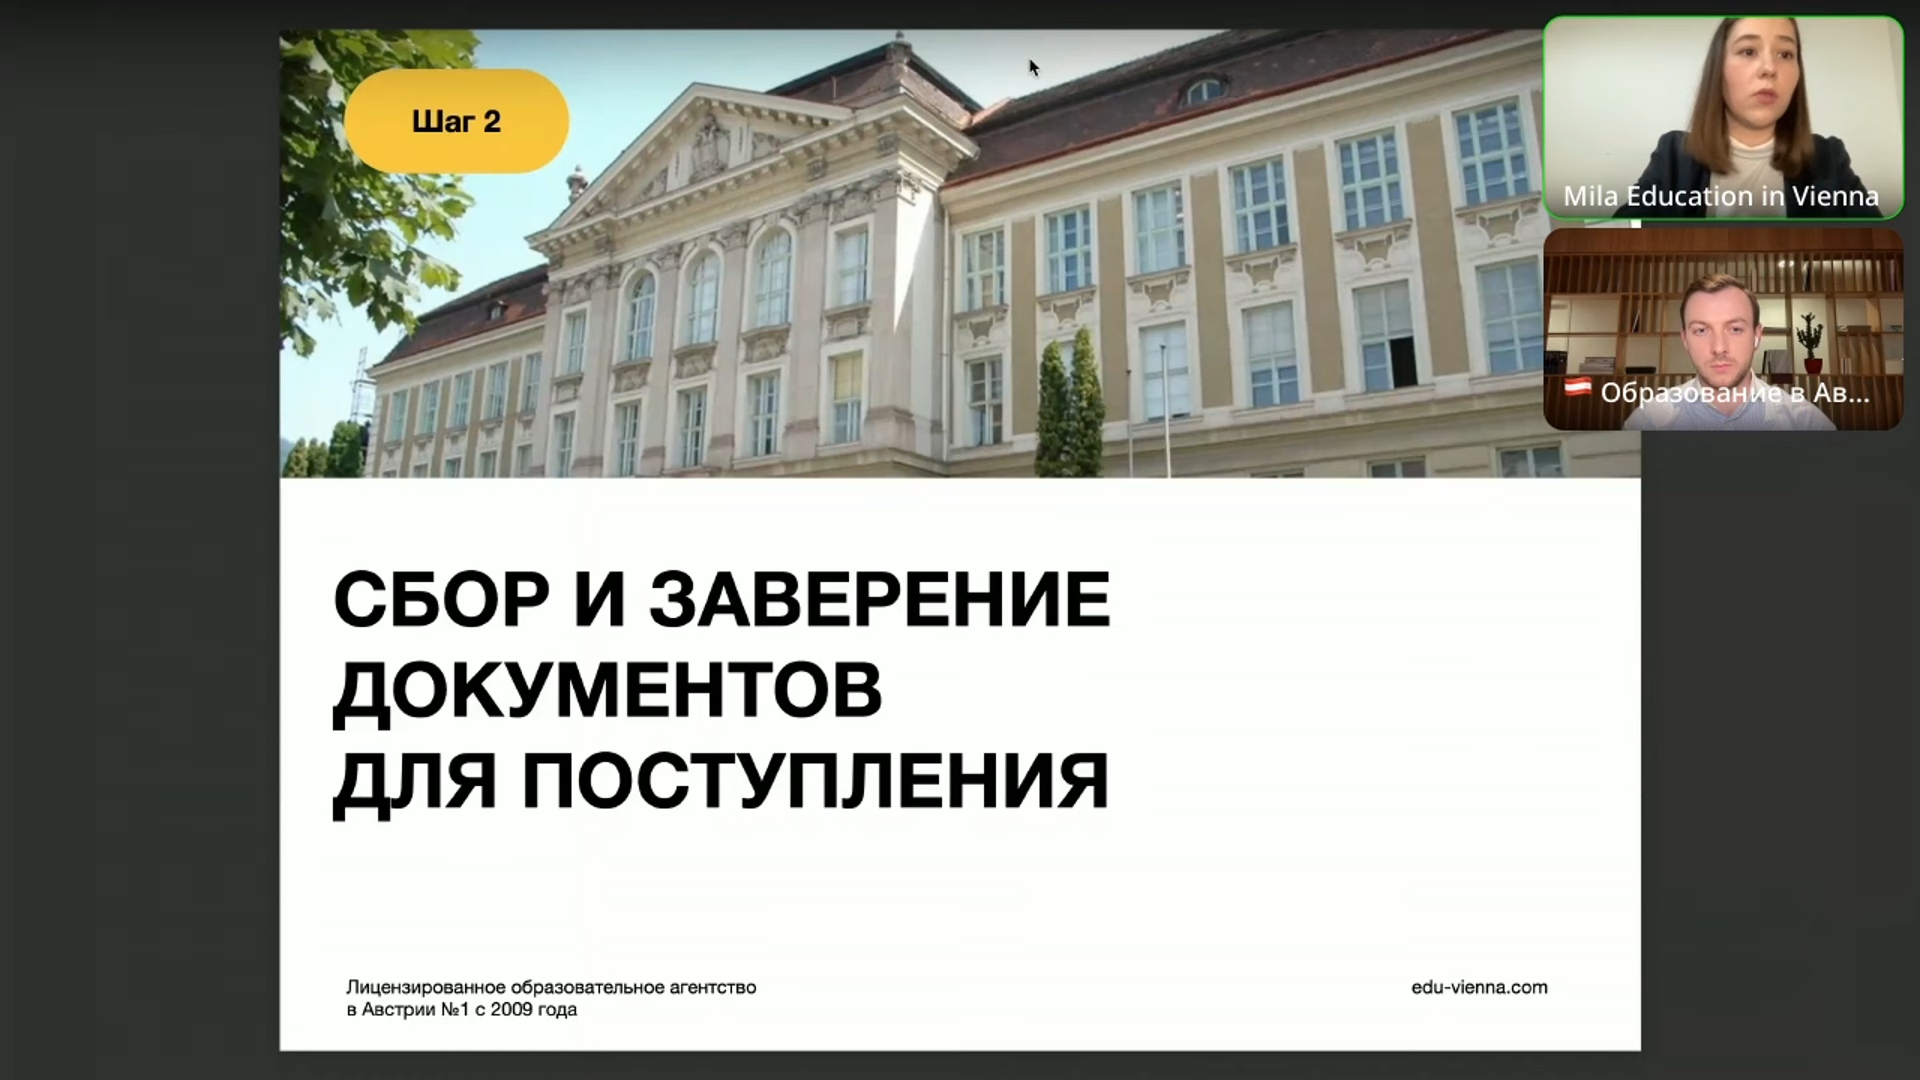 Шаг 2
Mila Education in Vienna
Образование в Ав...
СБОР И ЗАВЕРЕНИЕ
ДОКУМЕНТОВ
ДЛЯ ПОСТУПЛЕНИЯ
Лицензированное образовательное агентство
в Австрии №1 с 2009 года
edu-vienna.com